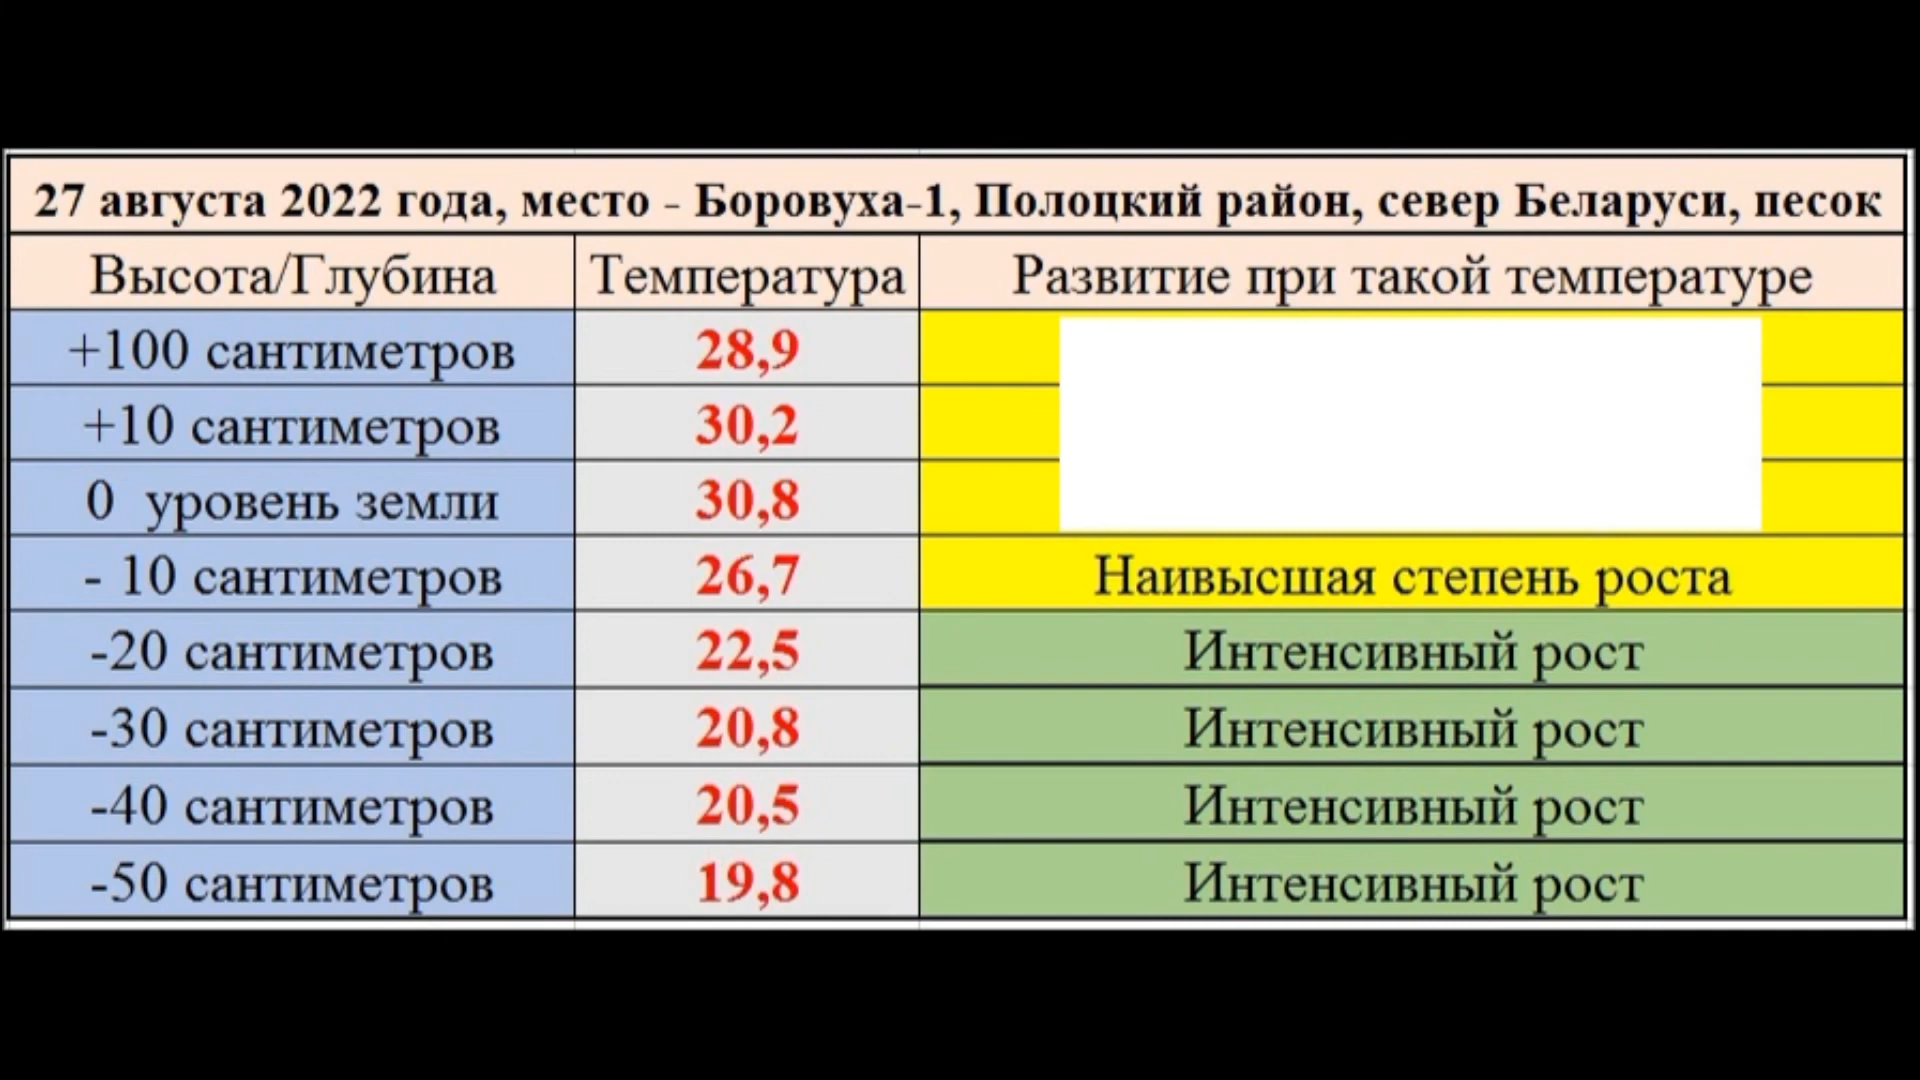 27 августа 2022 года, место - Боровуха-1, Полоцкий район, север Беларуси, песок
Высота/Глубина Температура Развитие при такой температуре
+100 сантиметров 28,9
+10 сантиметров 30,2
0 уровень земли 30,8
- 10 сантиметров 26,7 Наивысшая степень роста
-20 сантиметров 22,5 Интенсивный рост
-30 сантиметров 20,8 Интенсивный рост
-40 сантиметров 20,5 Интенсивный рост
-50 сантиметров 19,8 Интенсивный рост